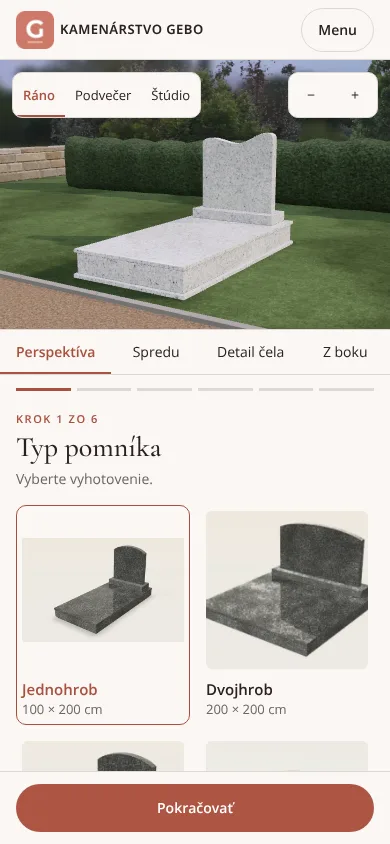 G
KAMENÁRSTVO GEBO
Menu
Ráno
Podvečer
Štúdio
−
+
Perspektíva
Spredu
Detail čela
Z boku
KROK 1 ZO 6
Typ pomníka
Vyberte vyhotovenie.
Jednohrob
100 × 200 cm
Dvojhrob
200 × 200 cm
Pokračovať